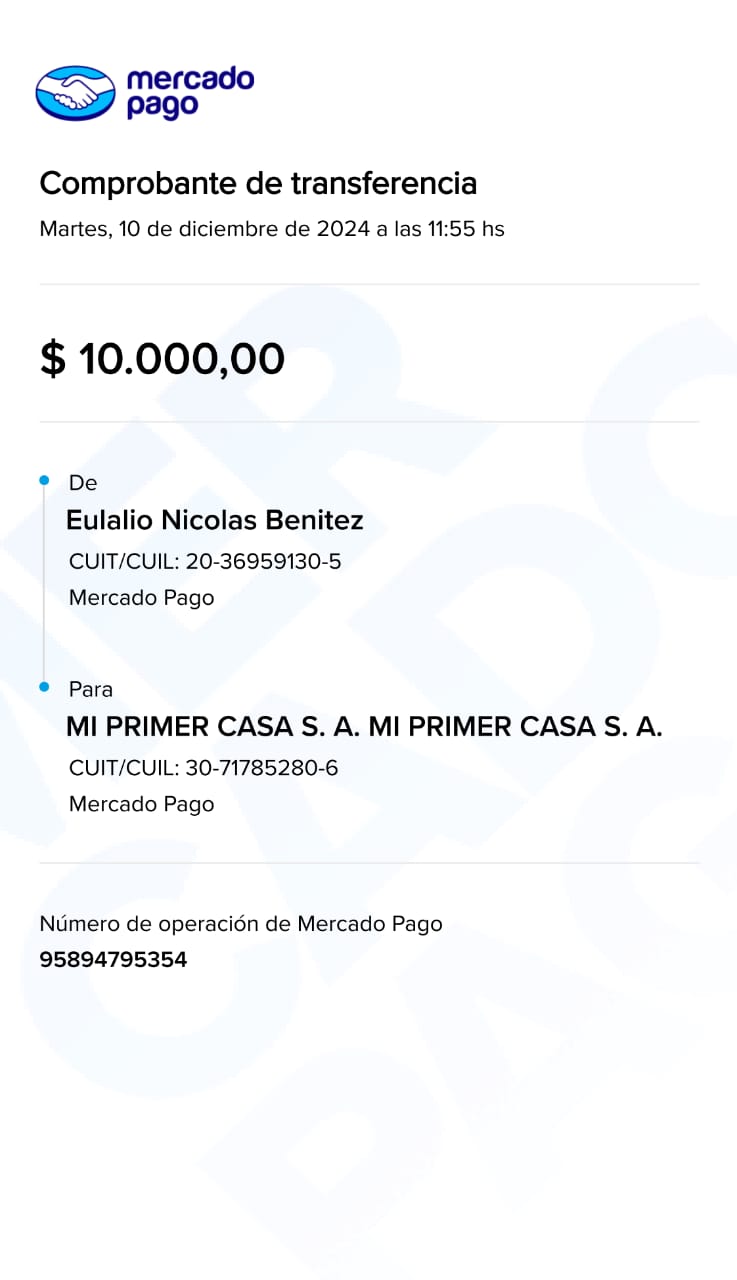 mercado
pago
Comprobante de transferencia
Martes, 10 de diciembre de 2024 a las 11:55 hs
$ 10.000,00
De
Eulalio Nicolas Benitez
CUIT/CUIL: 20-36959130-5
Mercado Pago
Para
MI PRIMER CASA S. A. MI PRIMER CASA S. A.
CUIT/CUIL: 30-71785280-6
Mercado Pago
Número de operación de Mercado Pago
95894795354